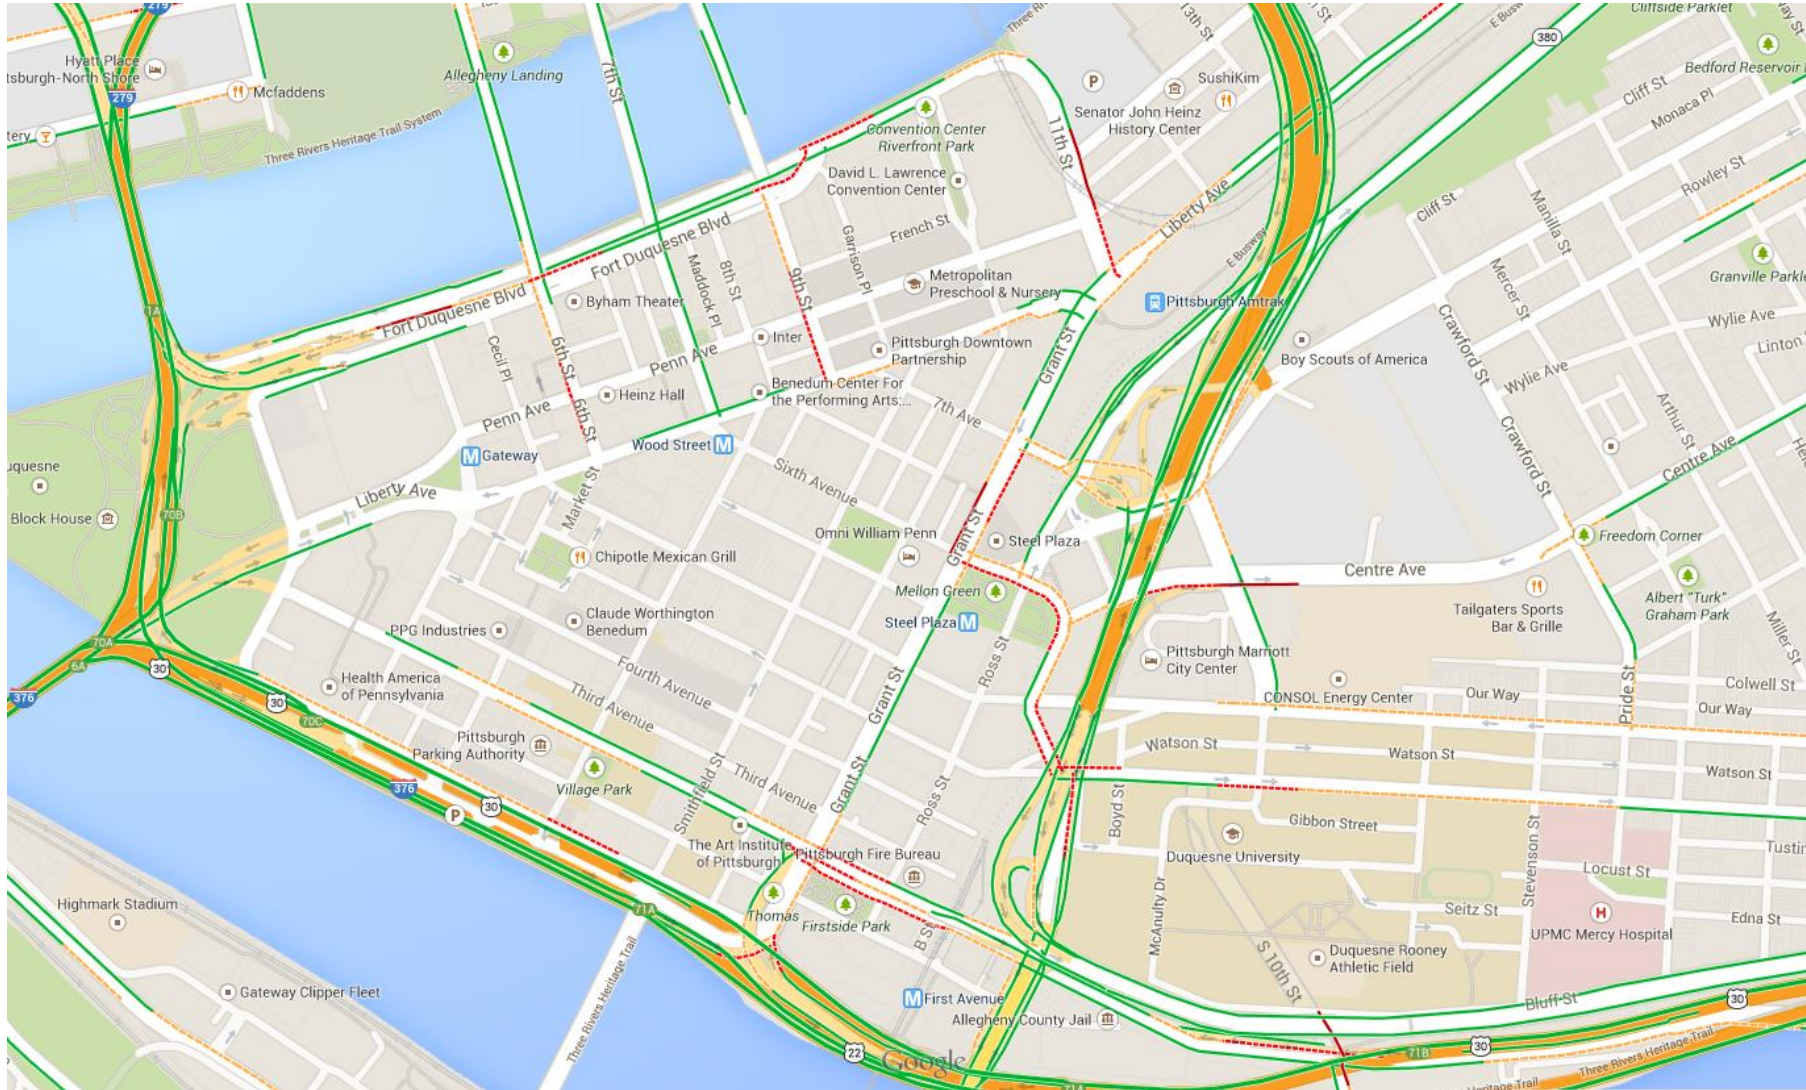 279
Hyatt Place
tsburgh-North Shore
279
Mcfaddens
tery
Allegheny Landing
7th St
Three Rivers Heritage Trail System
13th St
E Busw
380
Cliffside Parklet
Bedford Reservoir
Cliff St
Monaca Pl
Rowley St
SushiKim
P
Senator John Heinz
History Center
11th St
Convention Center
Riverfront Park
David L. Lawrence
Convention Center
French St
Garrison Pl
Liberty Ave
E Busway
Cliff St
Manilla St
Mercer St
Granville Parkle
Wylie Ave
Linton
Fort Duquesne Blvd
Fort Duquesne Blvd
1A
Maddock Pl
8th St
9th St
Byham Theater
Metropolitan
Preschool & Nursery
Pittsburgh Amtrak
Cecil Pl
6th St
6th St
Inter
Penn Ave
Pittsburgh Downtown
Partnership
Grant St
Boy Scouts of America
Crawford St
Wylie Ave
Arthur St
Heinz Hall
Benedum Center For
the Performing Arts:...
7th Ave
Penn Ave
Gateway
Wood Street
Sixth Avenue
Crawford St
Centre Ave
uquesne
Block House
70B
Liberty Ave
Market St
Chipotle Mexican Grill
Omni William Penn
Grant St
Steel Plaza
Freedom Corner
Centre Ave
Mellon Green
Steel Plaza
Tailgaters Sports
Bar & Grille
Albert "Turk"
Graham Park
Miller St
PPG Industries
Claude Worthington
Benedum
Pittsburgh Marriott
City Center
70A
6A
30
376
Health America
of Pennsylvania
30
70C
Fourth Avenue
Third Avenue
Ross St
Grant St
CONSOL Energy Center
Our Way
Colwell St
Our Way
Pride St
Pittsburgh
Parking Authority
Village Park
Smithfield St
Third Avenue
Grant St
Ross St
Watson St
Watson St
Watson St
376
30
P
Boyd St
Gibbon Street
Stevenson St
The Art Institute
of Pittsburgh
Pittsburgh Fire Bureau
Duquesne University
Locust St
Tustin
McAnulty Dr
Seitz St
Edna St
Highmark Stadium
71A
Thomas
Firstside Park
B St
UPMC Mercy Hospital
S 10th St
Duquesne Rooney
Athletic Field
Gateway Clipper Fleet
Three Rivers Heritage Trail
First Avenue
Allegheny County Jail
Bluff St
30
22
Google
71B
30
Three Rivers Heritage Trail
71A
Heritage Trail